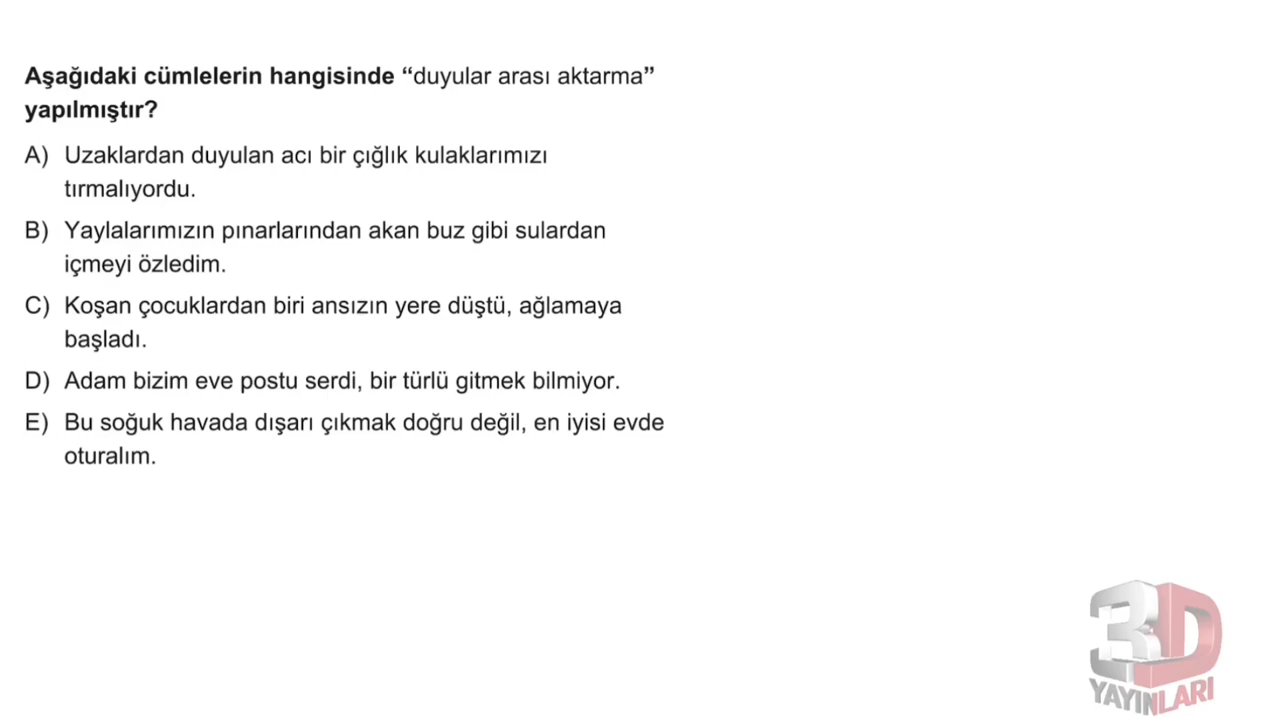 Aşağıdaki cümlelerin hangisinde “duyular arası aktarma”
yapılmıştır?
A) Uzaklardan duyulan acı bir çığlık kulaklarımızı
tırmalıyordu.
B) Yaylalarımızın pınarlarından akan buz gibi sulardan
içmeyi özledim.
C) Koşan çocuklardan biri ansızın yere düştü, ağlamaya
başladı.
D) Adam bizim eve postu serdi, bir türlü gitmek bilmiyor.
E) Bu soğuk havada dışarı çıkmak doğru değil, en iyisi evde
oturalım.
3D
YAYINLARI